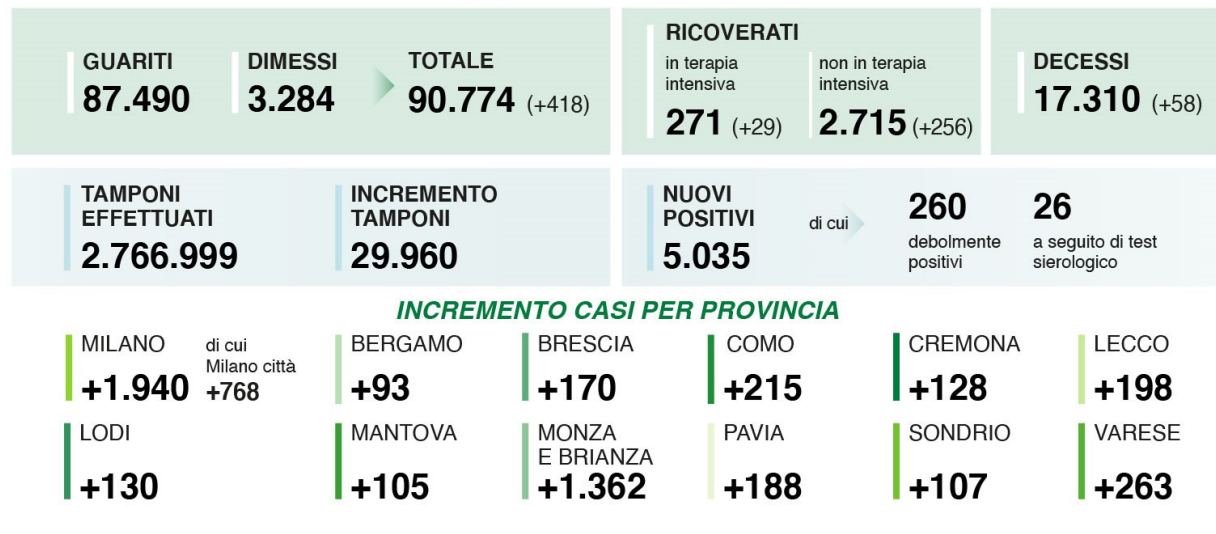 GUARITI
87.490
DIMESSI
3.284
TOTALE
90.774 (+418)
RICOVERATI
in terapia
intensiva
271 (+29)
non in terapia
intensiva
2.715 (+256)
DECESSI
17.310 (+58)
TAMPONI
EFFETTUATI
2.766.999
INCREMENTO
TAMPONI
29.960
NUOVI
POSITIVI
5.035
di cui
260
debolmente
positivi
26
a seguito di test
sierologico
INCREMENTO CASI PER PROVINCIA
MILANO
+1.940
di cui
Milano città
+768
BERGAMO
+93
BRESCIA
+170
COMO
+215
CREMONA
+128
LECCO
+198
LODI
+130
MANTOVA
+105
MONZA
E BRIANZA
+1.362
PAVIA
+188
SONDRIO
+107
VARESE
+263